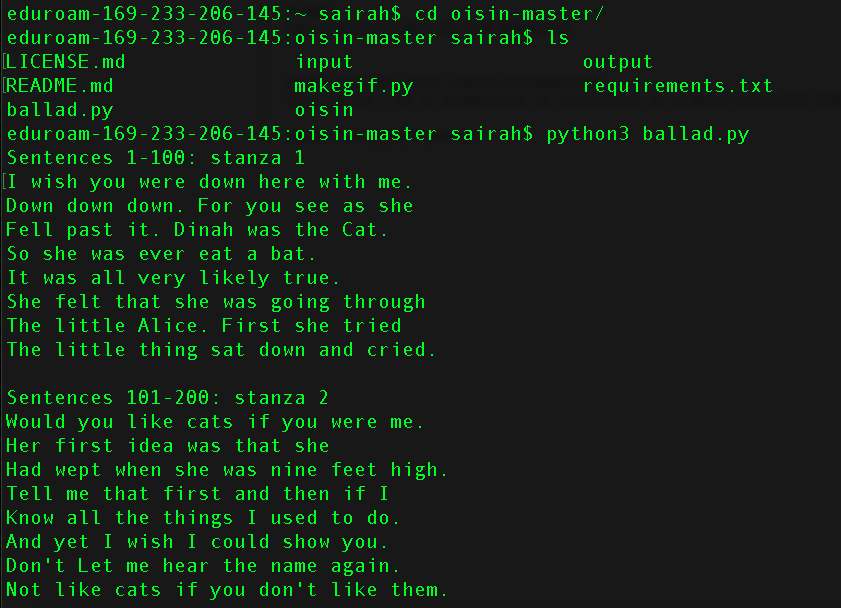 eduroam-169-233-206-145:~ sairah$ cd oisin-master/
eduroam-169-233-206-145:oisin-master sairah$ ls
[LICENSE.md input output
[README.md makegif.py requirements.txt
ballad.py oisin
eduroam-169-233-206-145:oisin-master sairah$ python3 ballad.py
Sentences 1-100: stanza 1
[I wish you were down here with me.
Down down down. For you see as she
Fell past it. Dinah was the Cat.
So she was ever eat a bat.
It was all very likely true.
She felt that she was going through
The little Alice. First she tried
The little thing sat down and cried.

Sentences 101-200: stanza 2
Would you like cats if you were me.
Her first idea was that she
Had wept when she was nine feet high.
Tell me that first and then if I
Know all the things I used to do.
And yet I wish I could show you.
Don't Let me hear the name again.
Not like cats if you don't like them.